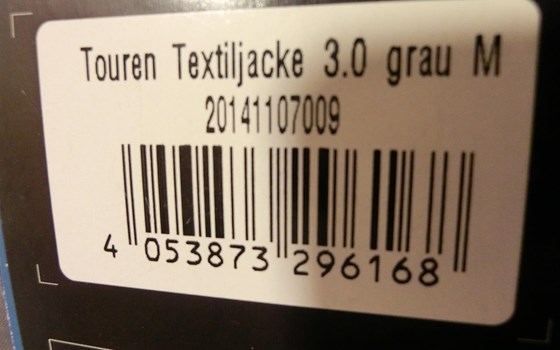 Touren Textiljacke 3.0 grau M
20141107009
4 053873 296168